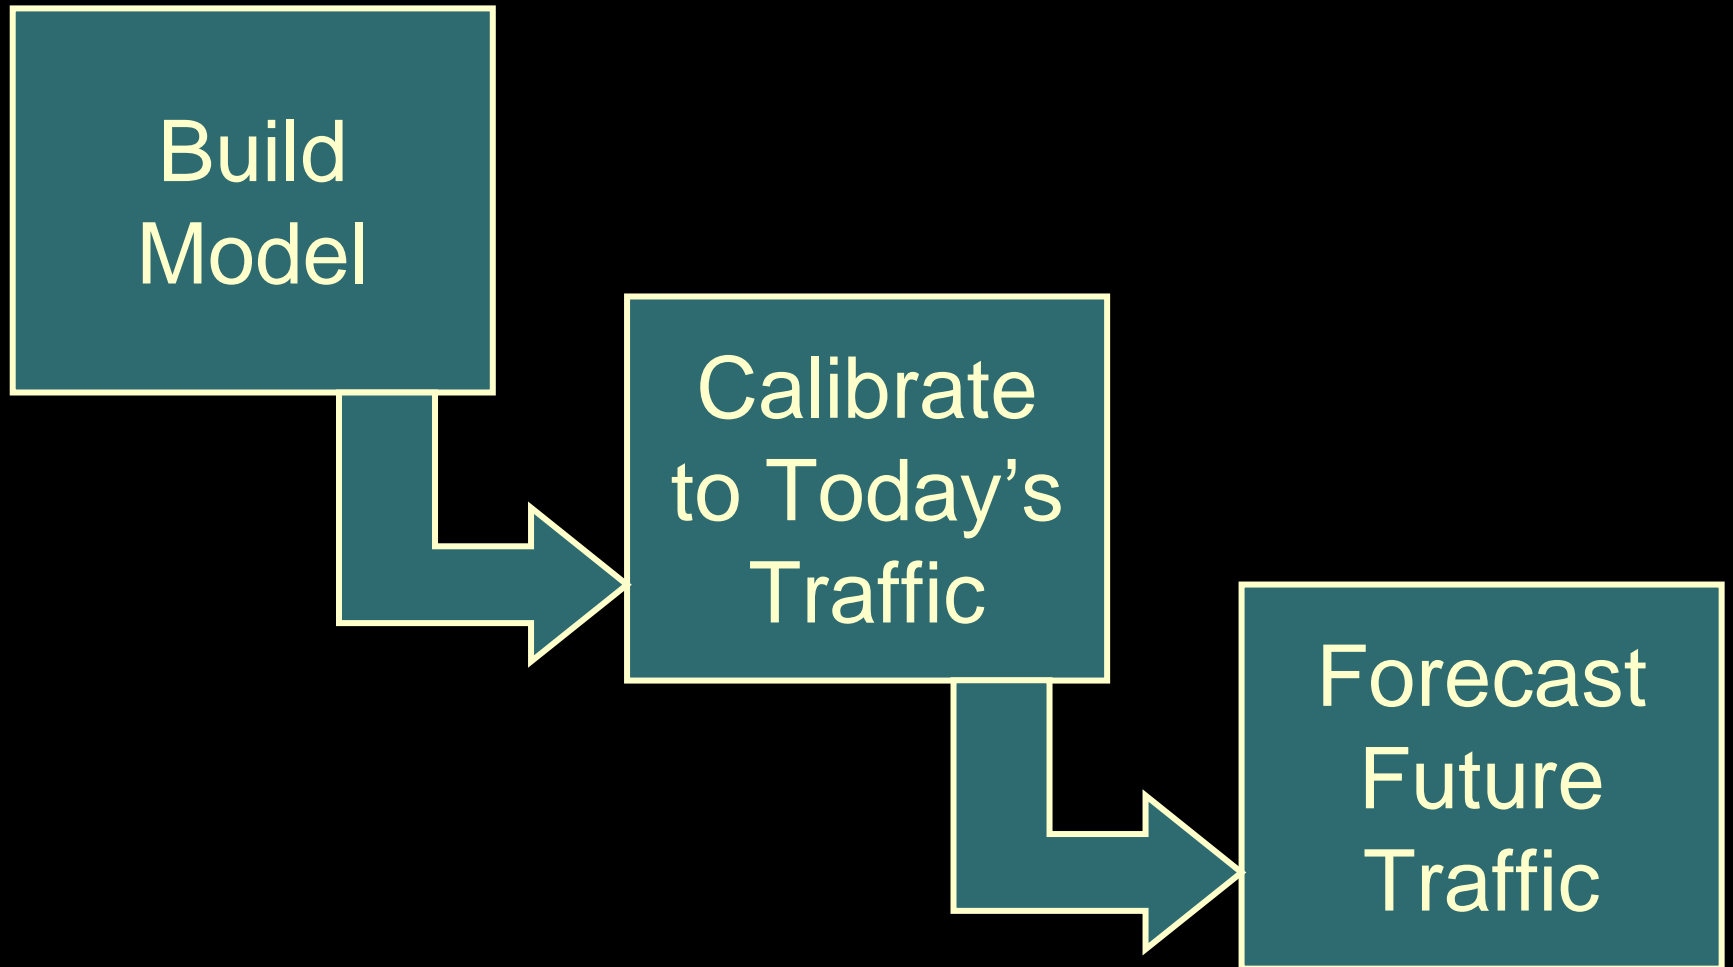 Build
Model
Calibrate
to Today’s
Traffic
Forecast
Future
Traffic